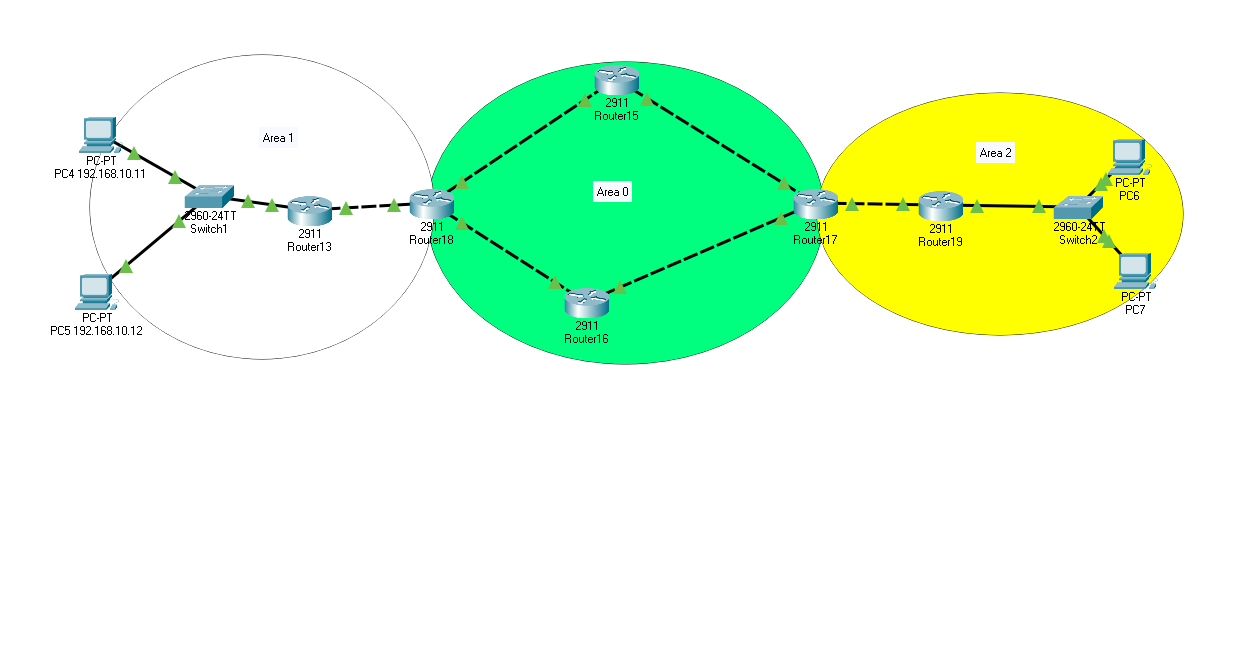 Area 1
PC-PT
PC4 192.168.10.11
2960-24TT
Switch1
2911
Router13
PC-PT
PC5 192.168.10.12
2911
Router18
2911
Router15
Area 0
2911
Router16
2911
Router17
Area 2
2911
Router19
2960-24TT
Switch2
PC-PT
PC6
PC-PT
PC7